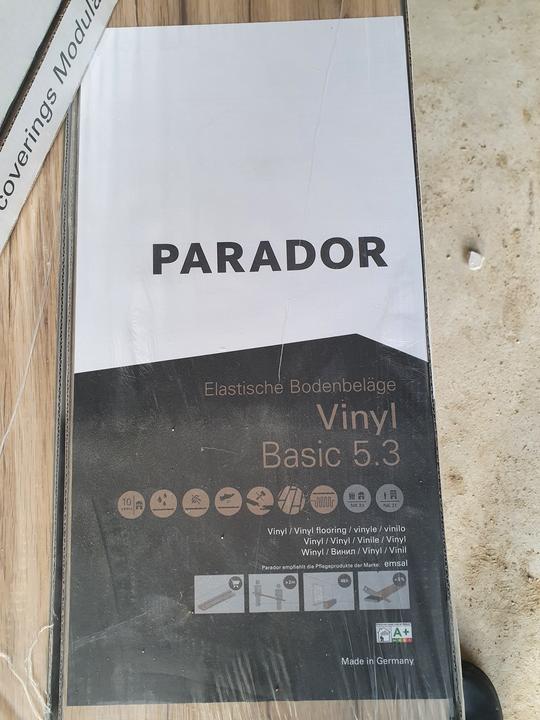 coverings Modula
PARADOR
Elastische Bodenbeläge
Vinyl
Basic 5.3
10
Vinyl / Vinyl flooring / vinyle / vinilo
Vinyl / Vinyl / Vinile / Vinyl
Winyl / Винил / Vinyl / Vinil
Parador empfiehlt die Pflegeprodukte der Marke: emsal
A+
Made in Germany